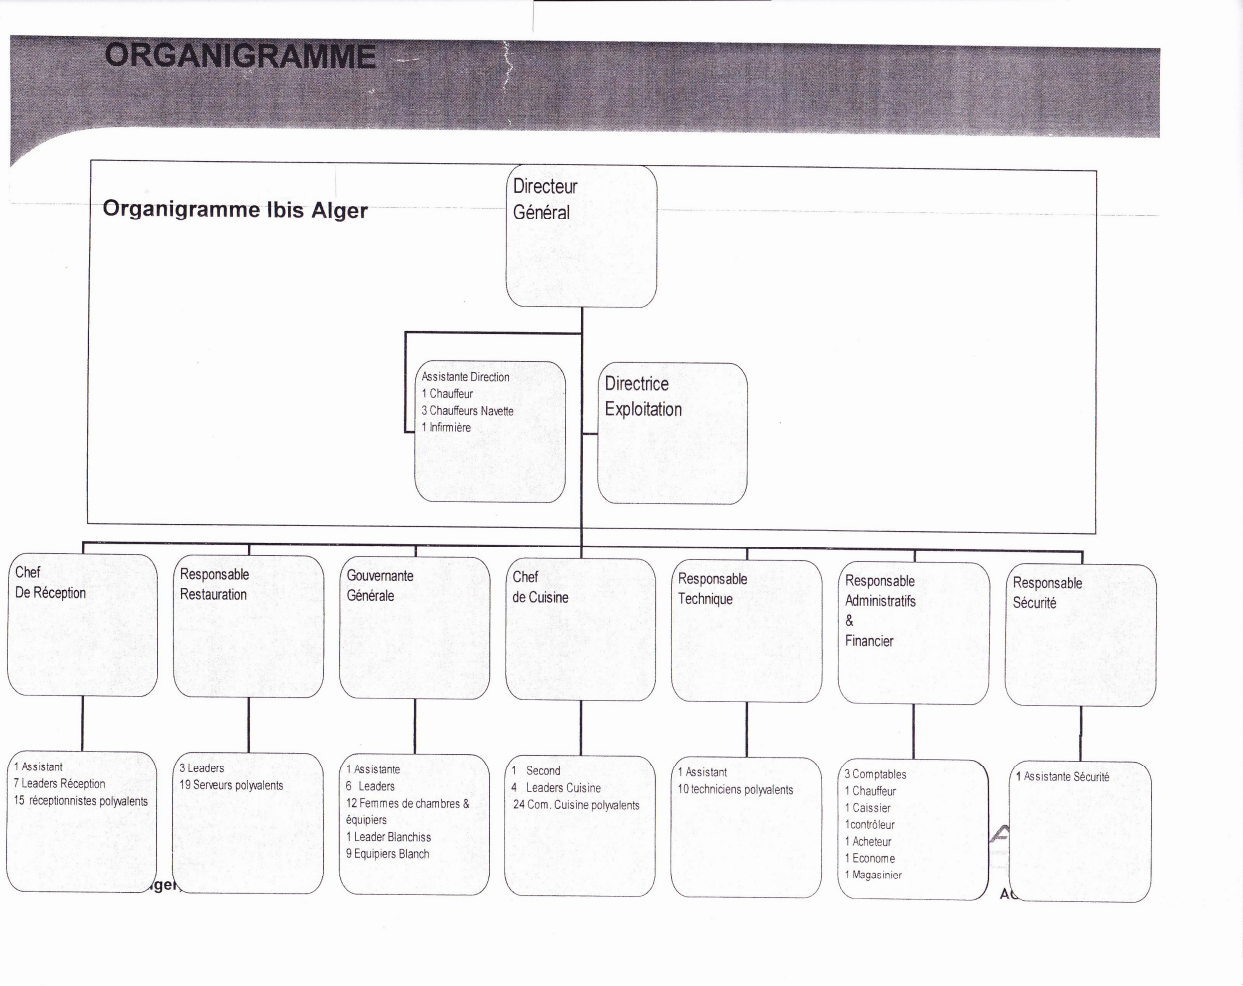 ORGANIGRAMME
Organigramme Ibis Alger
Directeur
Général
Assistante Direction
1 Chauffeur
3 Chauffeurs Navette
1 Infirmière
Directrice
Exploitation
Chef
De Réception
Responsable
Restauration
Gouvernante
Générale
Chef
de Cuisine
Responsable
Technique
Responsable
Administratifs
&
Financier
Responsable
Sécurité
1 Assistant
7 Leaders Réception
15 réceptionnistes polyvalents
3 Leaders
19 Serveurs polyvalents
1 Assistante
6 Leaders
12 Femmes de chambres &
équipiers
1 Leader Blanchiss
9 Equipiers Blanch
1 Second
4 Leaders Cuisine
24 Com. Cuisine polyvalents
1 Assistant
10 techniciens polyvalents
3 Comptables
1 Chauffeur
1 Caissier
1contrôleur
1 Acheteur
1 Econome
1 Magasinier
1 Assistante Sécurité